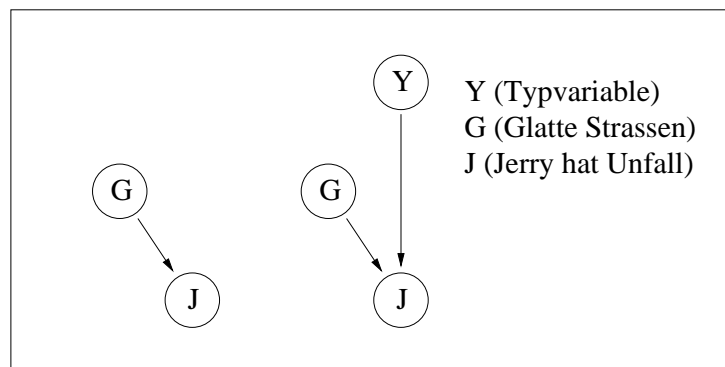 Y
Y (Typvariable)
G (Glatte Strassen)
J (Jerry hat Unfall)
G
G
J
J